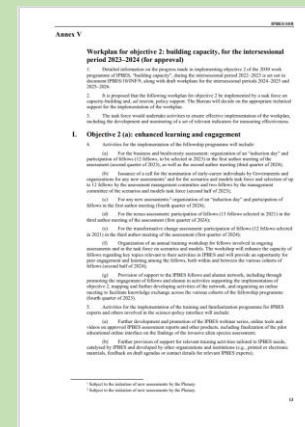 IPBES/10/8
Annex V
Workplan for objective 2: building capacity, for the intersessional
period 2023–2024 (for approval)
1. Detailed information on the progress made in implementing objective 2 of the 2030 work
programme of IPBES, "building capacity", during the intersessional period 2022–2023 is set out in
document IPBES/10/INF/9, along with draft workplans for the intersessional periods 2024–2025 and
2025–2026.
2. It is proposed that the following workplan for objective 2 be implemented by a task force on
capacity-building and, ad interim, policy support. The Bureau will decide on the appropriate technical
support for the implementation of the workplan.
3. The task force would undertake activities to ensure effective implementation of the workplan,
including the development and monitoring of a set of relevant indicators for measuring effectiveness.
I. Objective 2 (a): enhanced learning and engagement
4. Activities for the implementation of the fellowship programme will include:
(a) For the business and biodiversity assessment: organization of an "induction day" and
participation of fellows (12 fellows, to be selected in 2023) in the first author meeting of the
assessment (second quarter of 2023), as well as the second author meeting (third quarter of 2024);
(b) Issuance of a call for the nomination of early-career individuals by Governments and
organizations for any new assessments¹ and for the scenarios and models task force and selection of up
to 12 fellows by the assessment management committee and two fellows by the management
committee of the scenarios and models task force (second half of 2023);
(c) For any new assessments:² organization of an "induction day" and participation of
fellows in the first author meeting (fourth quarter of 2023);
(d) For the nexus assessment: participation of fellows (15 fellows selected in 2021) in the
third author meeting of the assessment (first quarter of 2024);
(e) For the transformative change assessment: participation of fellows (12 fellows selected
in 2021) in the third author meeting of the assessment (first quarter of 2024);
(f) Organization of an annual training workshop for fellows involved in ongoing
assessments and in the task force on scenarios and models. The workshop will enhance the capacity of
fellows regarding key topics relevant to their activities in IPBES and will provide an opportunity for
peer engagement and learning among the fellows, both within and between the various cohorts of
fellows (second half of 2024);
(g) Provision of support to the IPBES fellows and alumni network, including through
promoting the engagement of fellows and alumni in activities supporting the implementation of
objective 2, mapping and further developing activities of the network, and organizing an online
meeting to facilitate knowledge exchange across the cohorts of fellows of the fellowship programme
(fourth quarter of 2023).
5. Activities for the implementation of the training and familiarization programme for IPBES
experts and others involved in the science-policy interface will include:
(a) Further development and promotion of the IPBES webinar series, online tools and
videos on approved IPBES assessment reports and other products, including finalization of the pilot
educational online interface on the findings of the invasive alien species assessment;
(b) Further provision of support for relevant training activities tailored to IPBES needs,
catalysed by IPBES and developed by other organizations and institutions (e.g., printed or electronic
materials, feedback on draft agendas or contact details for relevant IPBES experts);
¹ Subject to the initiation of new assessments by the Plenary.
² Subject to the initiation of new assessments by the Plenary.